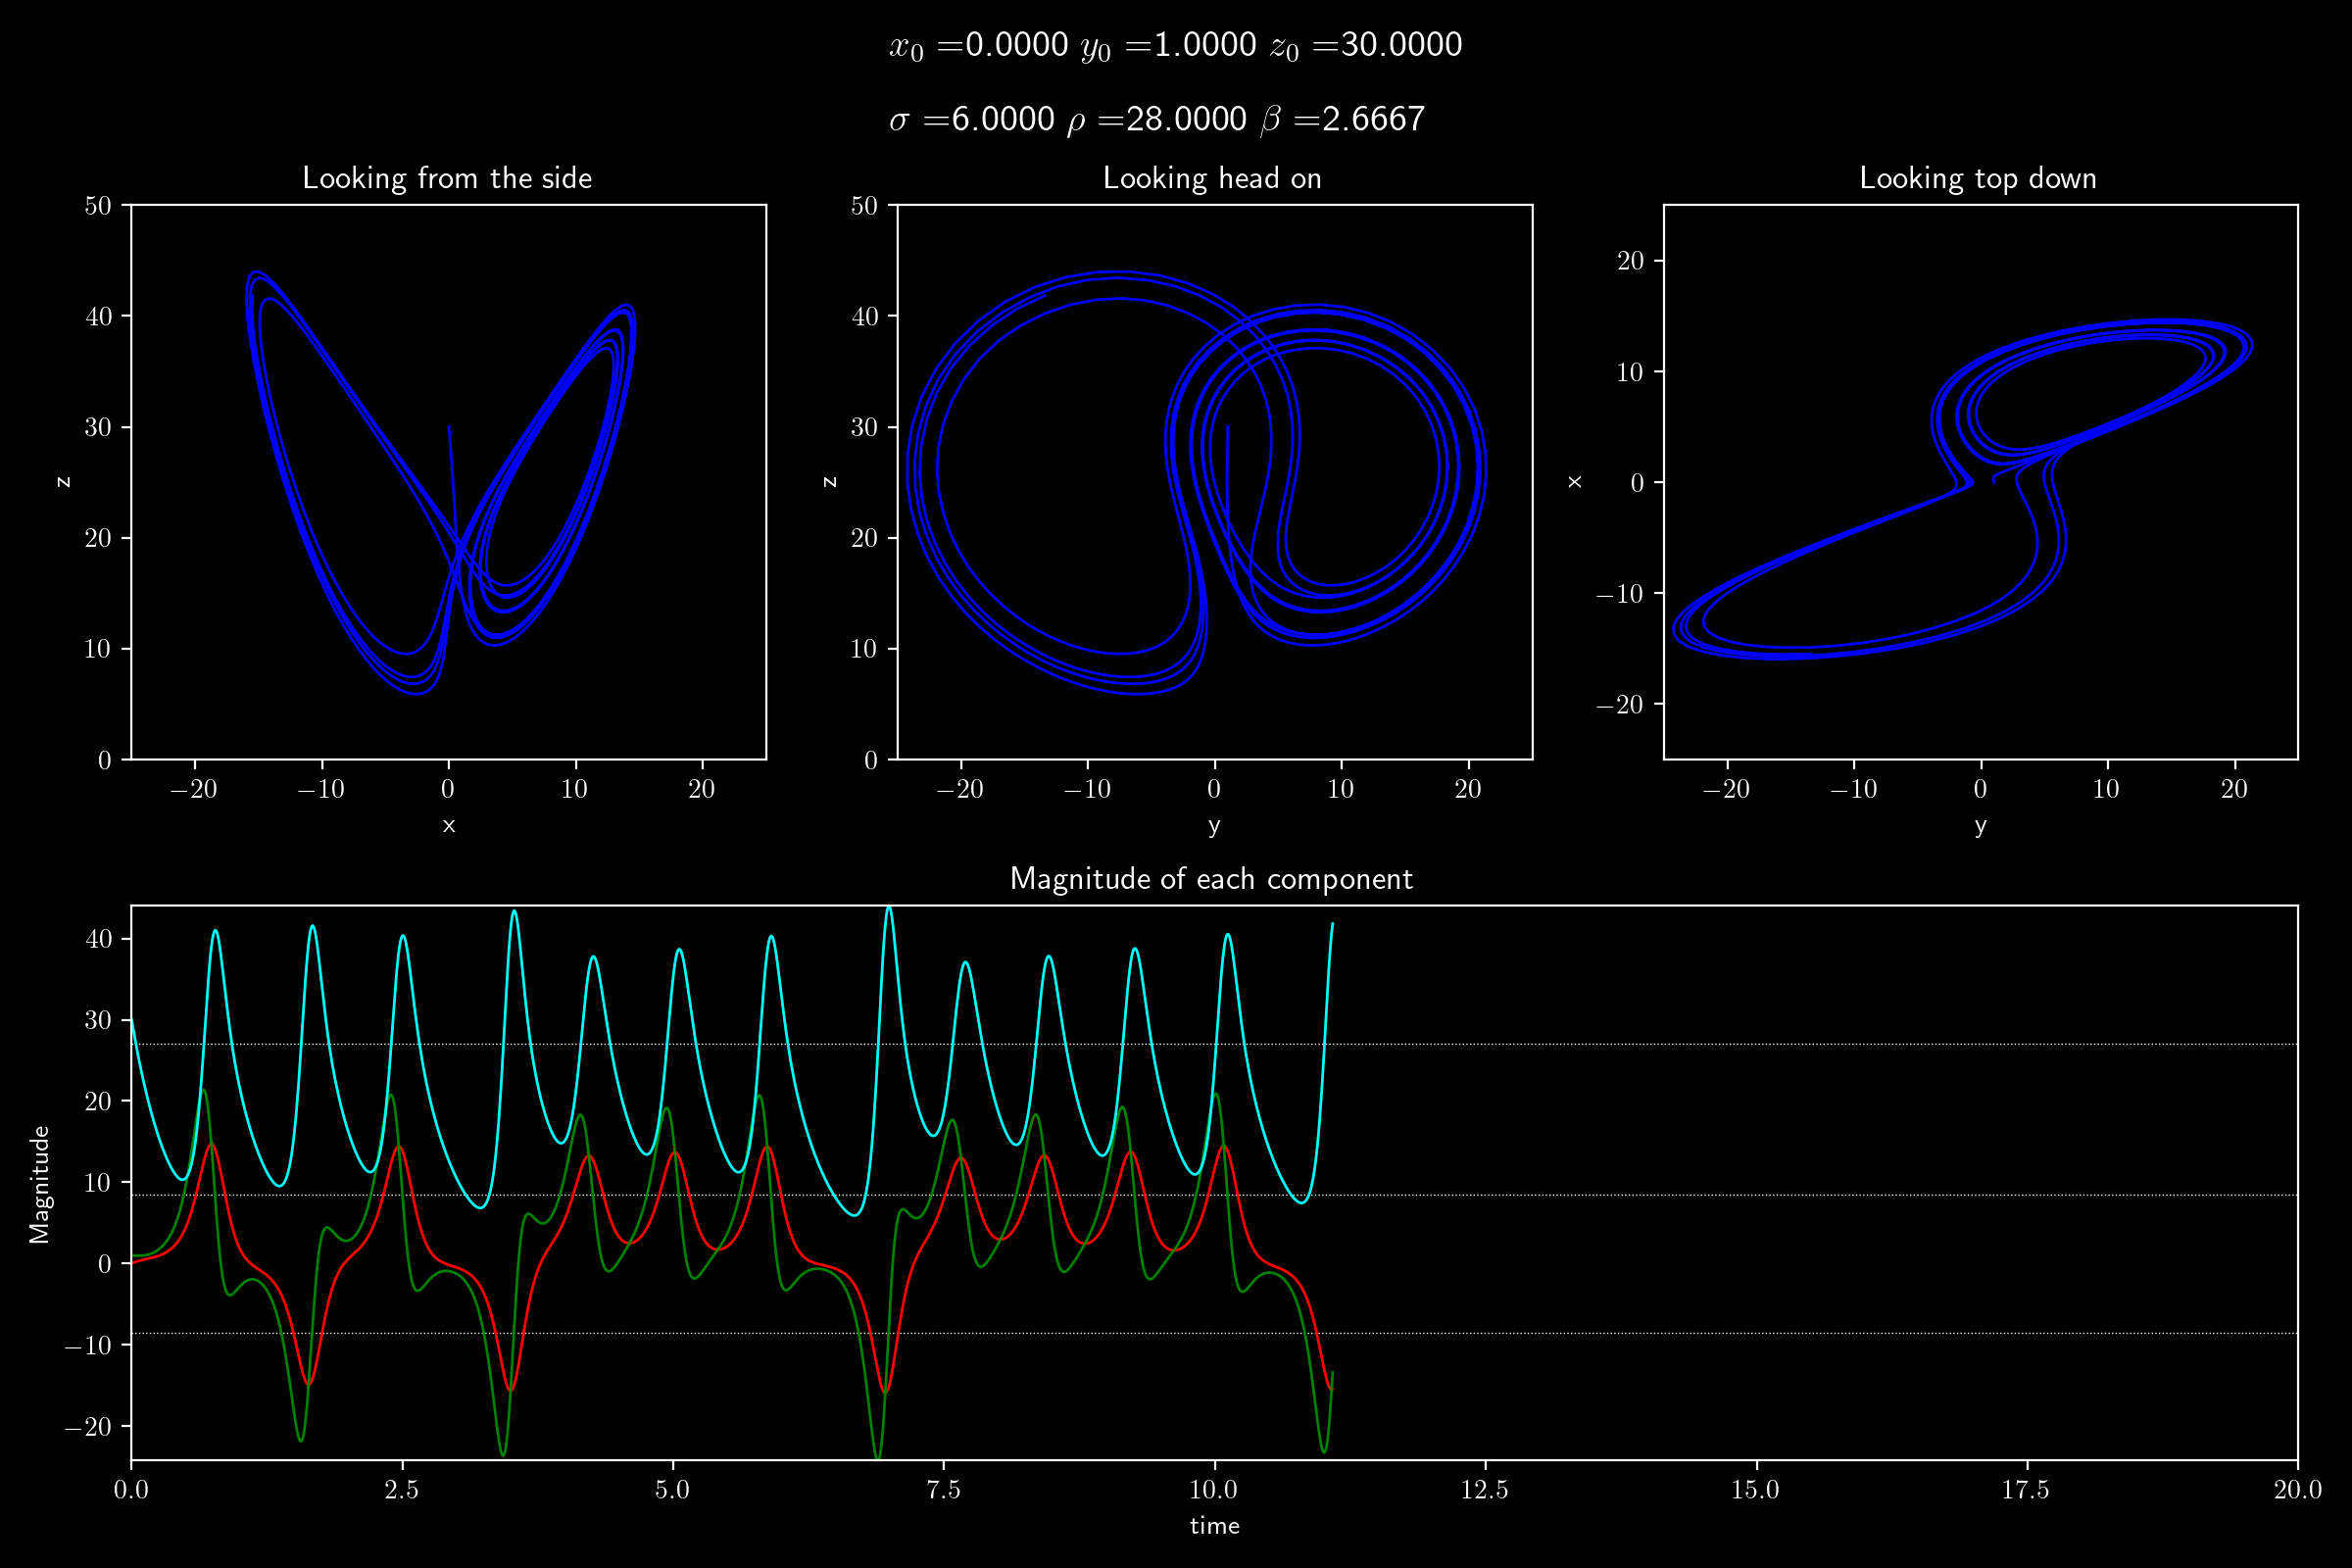 x₀ =0.0000 y₀ =1.0000 z₀ =30.0000
σ =6.0000 ρ =28.0000 β =2.6667
Looking from the side
50
40
30
20
10
0
z
−20 −10 0 10 20
x
Looking head on
50
40
30
20
10
0
z
−20 −10 0 10 20
y
Looking top down
20
10
0
−10
−20
x
−20 −10 0 10 20
y
Magnitude of each component
40
30
20
10
0
−10
−20
Magnitude
0.0 2.5 5.0 7.5 10.0 12.5 15.0 17.5 20.0
time